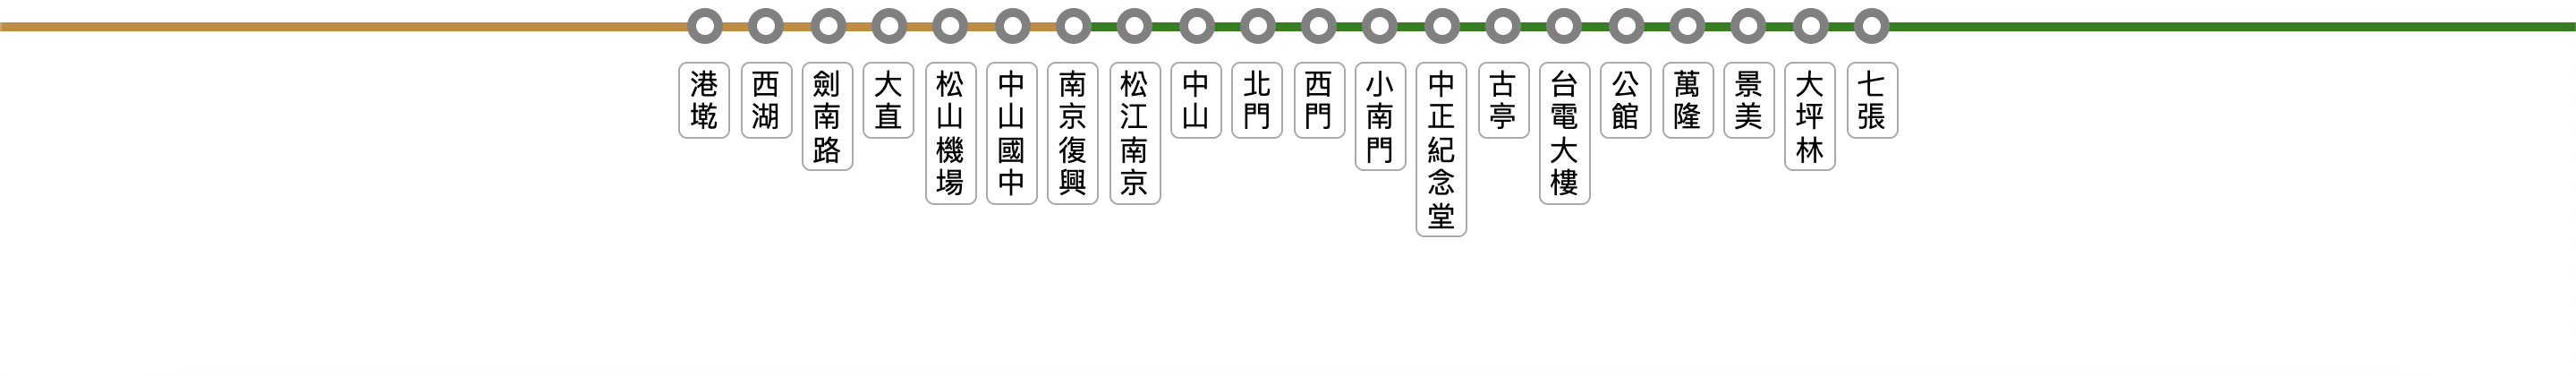 港墘
西湖
劍南路
大直
松山機場
中山國中
南京復興
松江南京
中山
北門
西門
小南門
中正紀念堂
古亭
台電大樓
公館
萬隆
景美
大坪林
七張